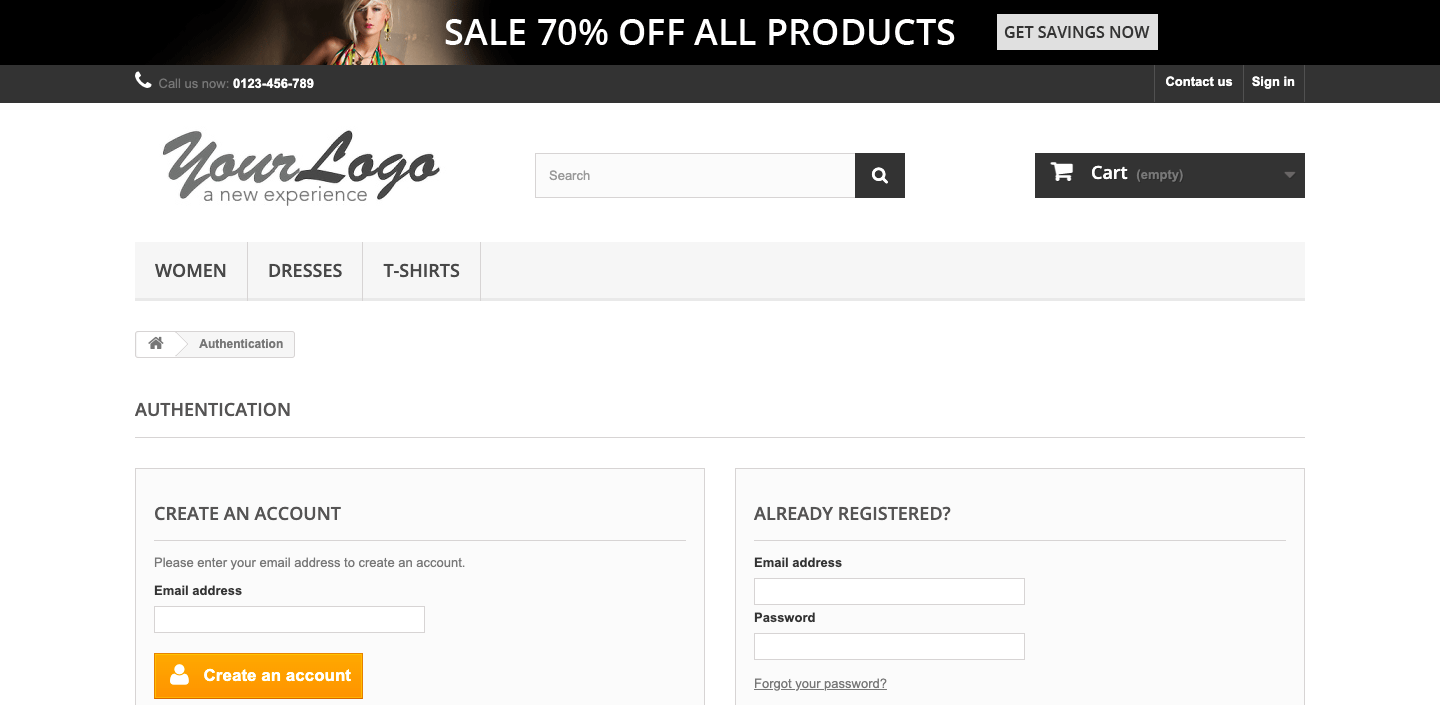 SALE 70% OFF ALL PRODUCTS GET SAVINGS NOW
Call us now: 0123-456-789 Contact us Sign in
YourLogo
a new experience
Search
Cart (empty)
WOMEN DRESSES T-SHIRTS
Authentication
AUTHENTICATION
CREATE AN ACCOUNT
Please enter your email address to create an account.
Email address
Create an account
ALREADY REGISTERED?
Email address
Password
Forgot your password?